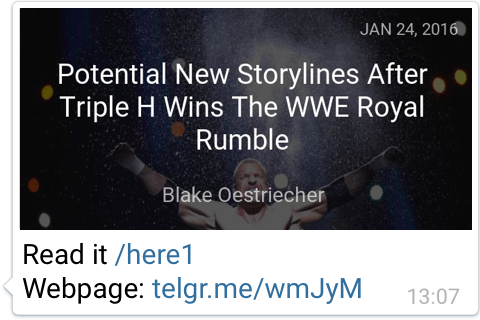 JAN 24, 2016
Potential New Storylines After
Triple H Wins The WWE Royal
Rumble
Blake Oestriecher
Read it /here1
Webpage: telgr.me/wmJyM
13:07